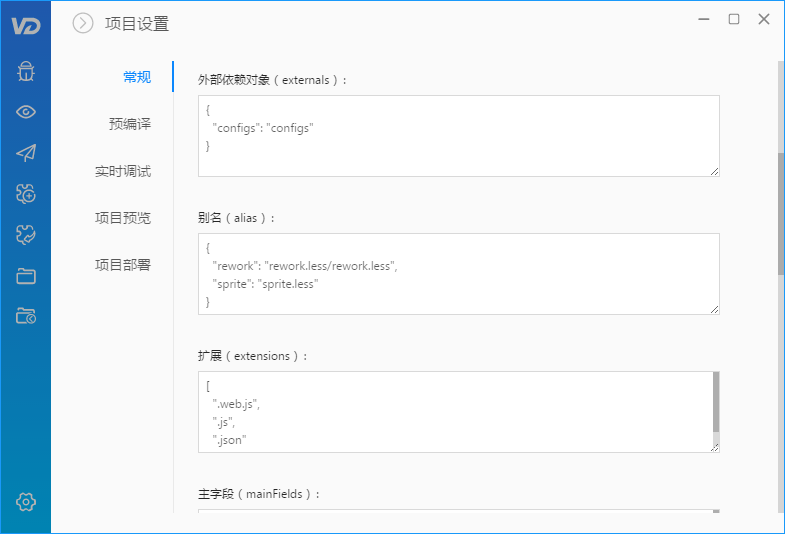 VD
项目设置
常规
预编译
实时调试
项目预览
项目部署
外部依赖对象（externals）:
{
"configs": "configs"
}
别名（alias）:
{
"rework": "rework.less/rework.less",
"sprite": "sprite.less"
}
扩展（extensions）:
[
".web.js",
".js",
".json"
主字段（mainFields）: